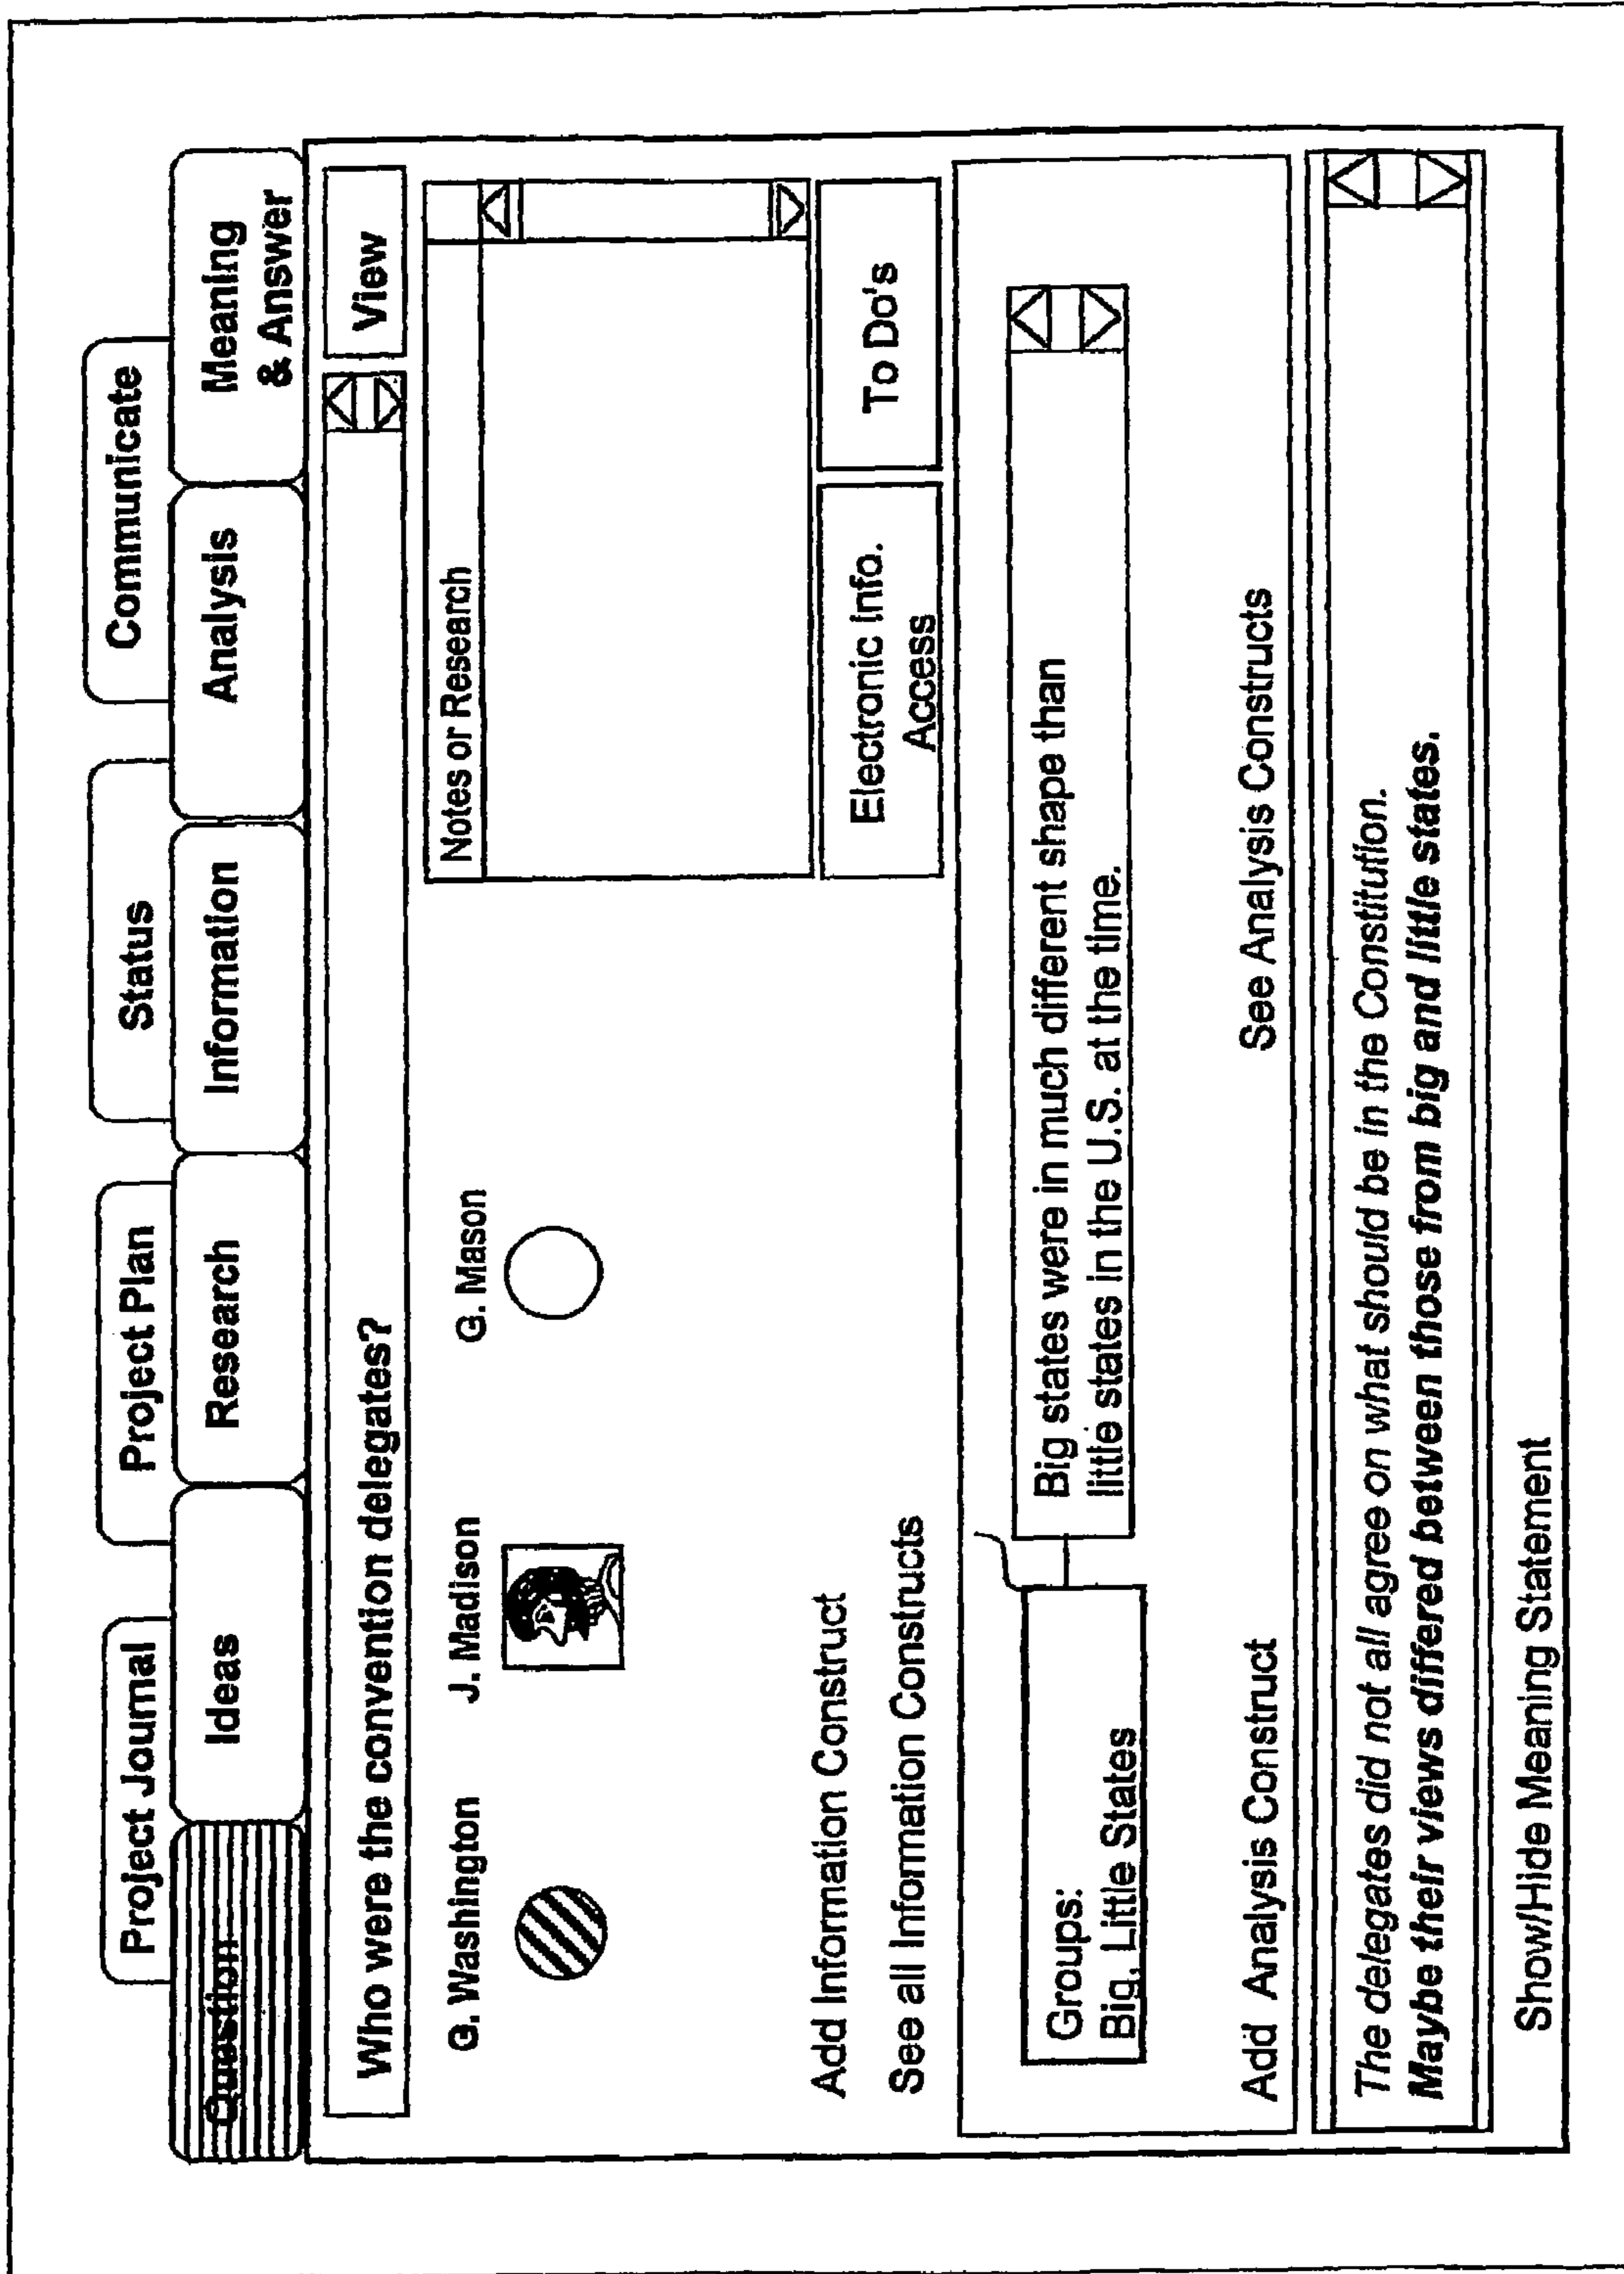 Project Journal
Project Plan
Status
Communicate
Question
Ideas
Research
Information
Analysis
Meaning
& Answer
Who were the convention delegates?
View
G. Washington
J. Madison
G. Mason
Notes or Research
Add Information Construct
See all Information Constructs
Electronic Info.
Access
To Do's
Groups:
Big, Little States
Big states were in much different shape than
little states in the U.S. at the time.
Add Analysis Construct
See Analysis Constructs
The delegates did not all agree on what should be in the Constitution.
Maybe their views differed between those from big and little states.
Show/Hide Meaning Statement